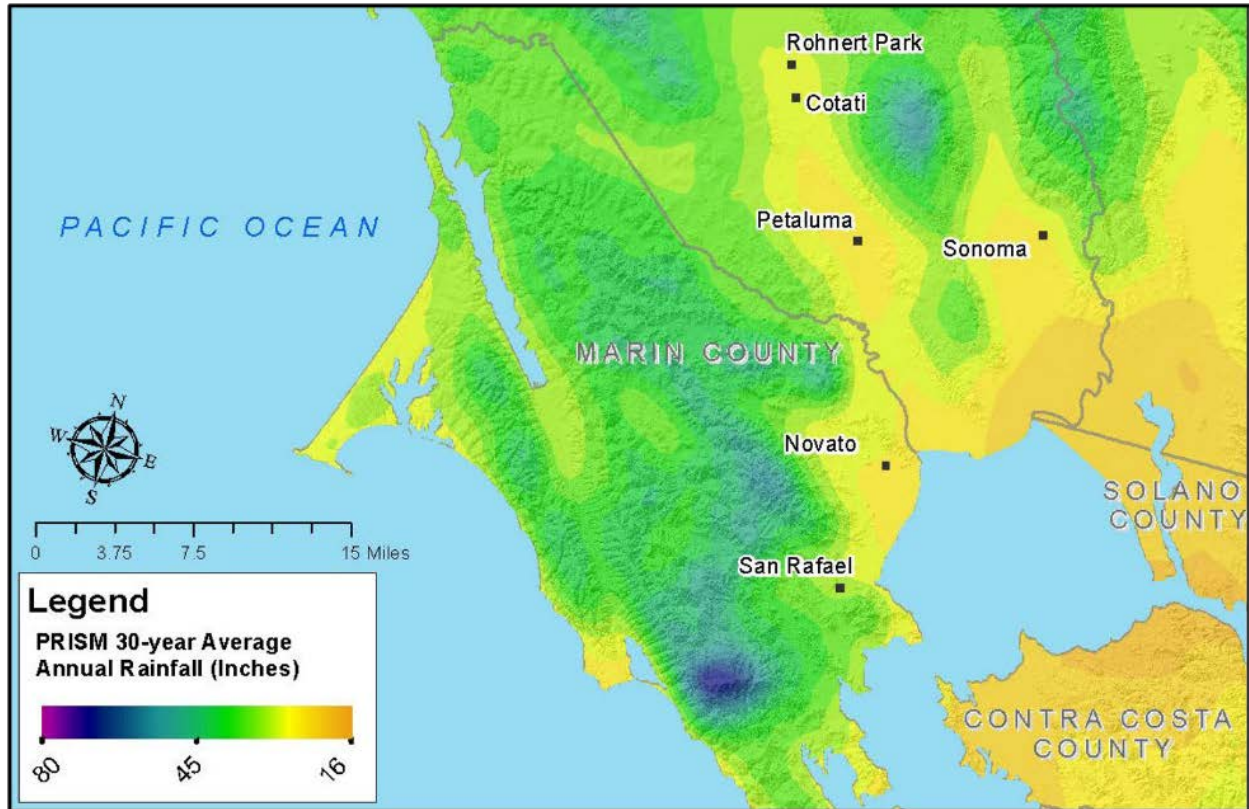 Rohnert Park
Cotati
PACIFIC OCEAN
Petaluma
Sonoma
MARIN COUNTY
N
W
E
S
Novato
SOLANO
COUNTY
0 3.75 7.5 15 Miles
San Rafael
Legend
PRISM 30-year Average
Annual Rainfall (Inches)
80 45 16
CONTRA COSTA
COUNTY